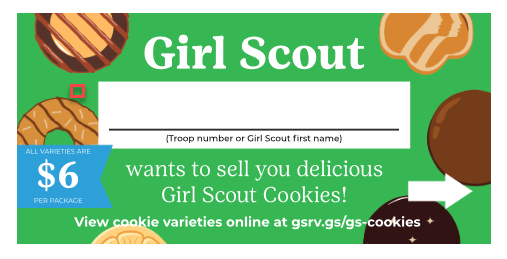 Girl Scout
(Troop number or Girl Scout first name)
ALL VARIETIES ARE
$6
PER PACKAGE
wants to sell you delicious
Girl Scout Cookies!
View cookie varieties online at gsrv.gs/gs-cookies